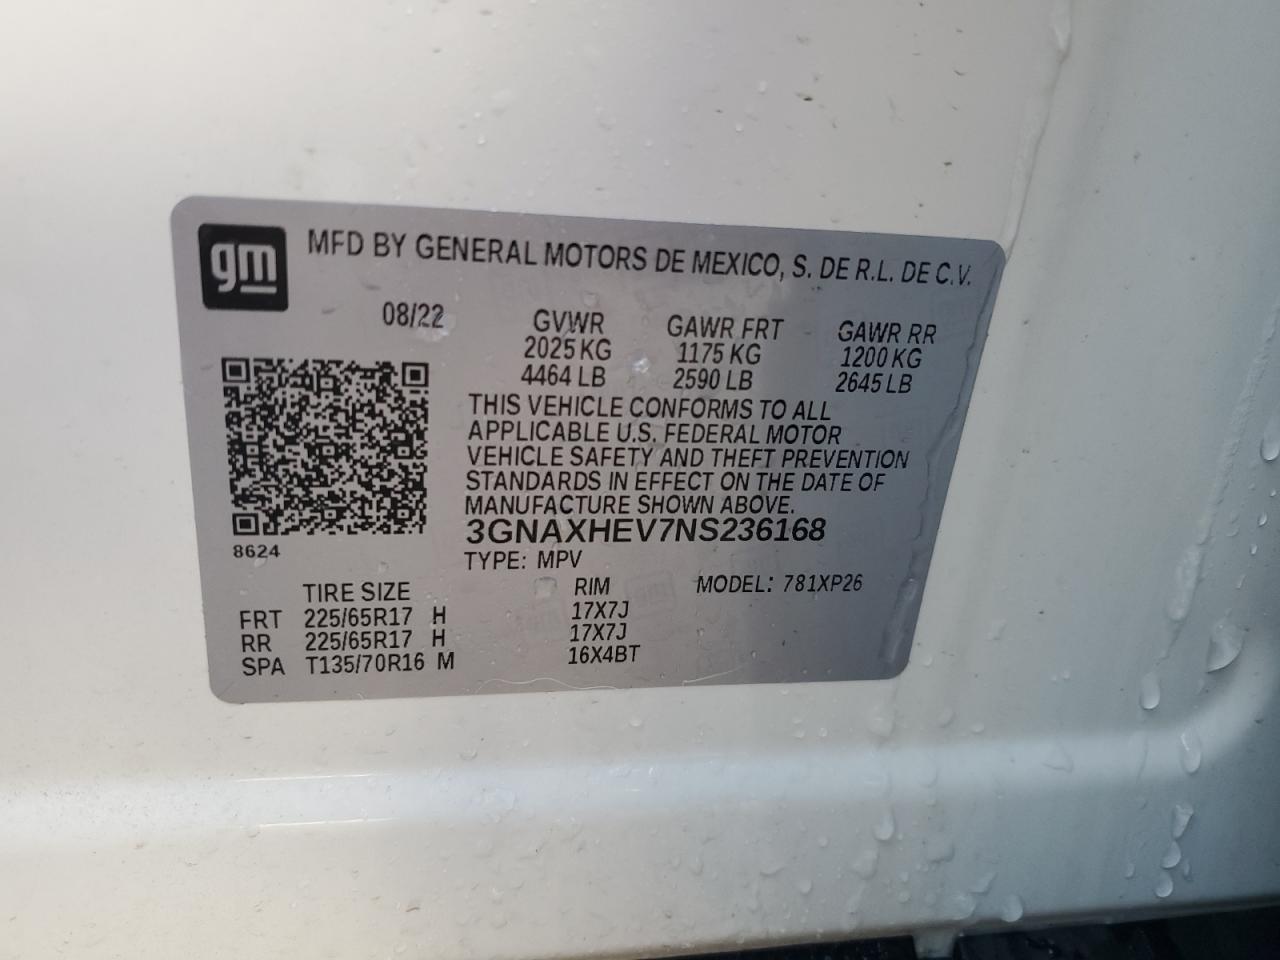 gm
MFD BY GENERAL MOTORS DE MEXICO, S. DE R.L. DE C.V.
08/22
GVWR GAWR FRT GAWR RR
2025 KG 1175 KG 1200 KG
4464 LB 2590 LB 2645 LB
THIS VEHICLE CONFORMS TO ALL
APPLICABLE U.S. FEDERAL MOTOR
VEHICLE SAFETY AND THEFT PREVENTION
STANDARDS IN EFFECT ON THE DATE OF
MANUFACTURE SHOWN ABOVE.
3GNAXHEV7NS236168
8624
TYPE: MPV
TIRE SIZE RIM MODEL: 781XP26
FRT 225/65R17 H 17X7J
RR 225/65R17 H 17X7J
SPA T135/70R16 M 16X4BT